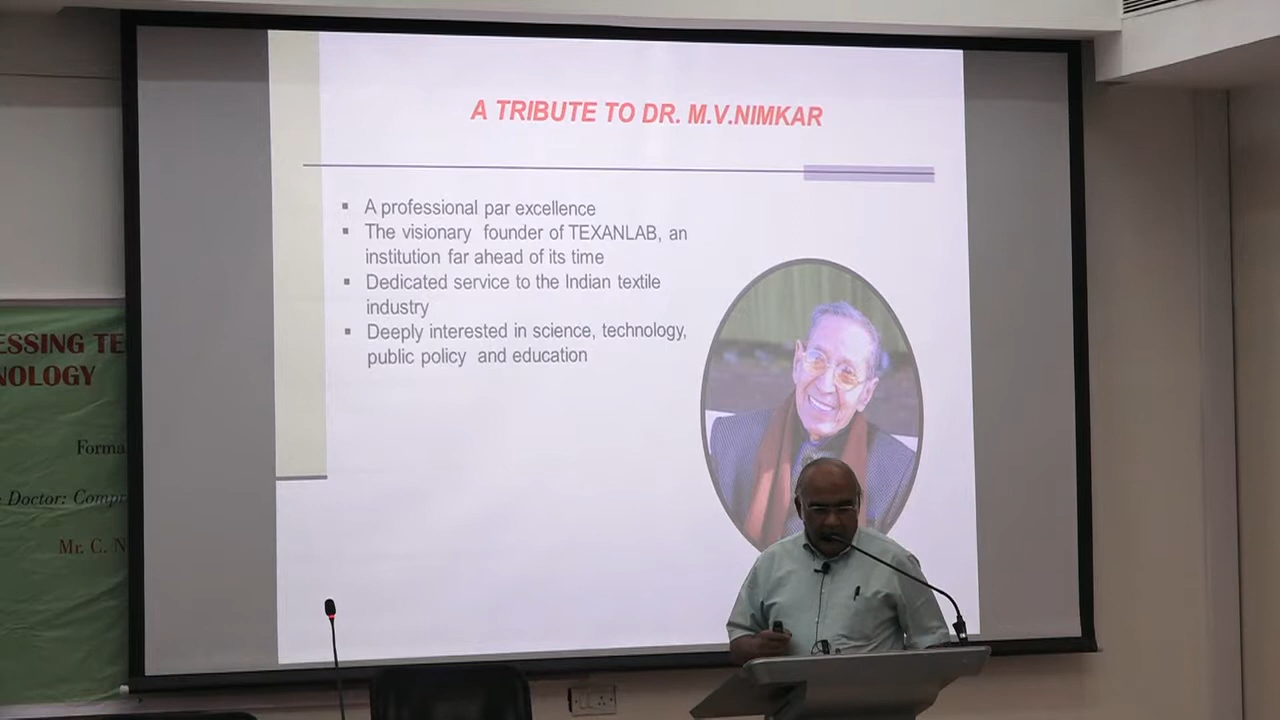 A TRIBUTE TO DR. M.V.NIMKAR
▪ A professional par excellence
▪ The visionary founder of TEXANLAB, an
institution far ahead of its time
▪ Dedicated service to the Indian textile
industry
▪ Deeply interested in science, technology,
public policy and education
ESSING TE
NOLOGY
Forma
Doctor: Comp
Mr. C. N